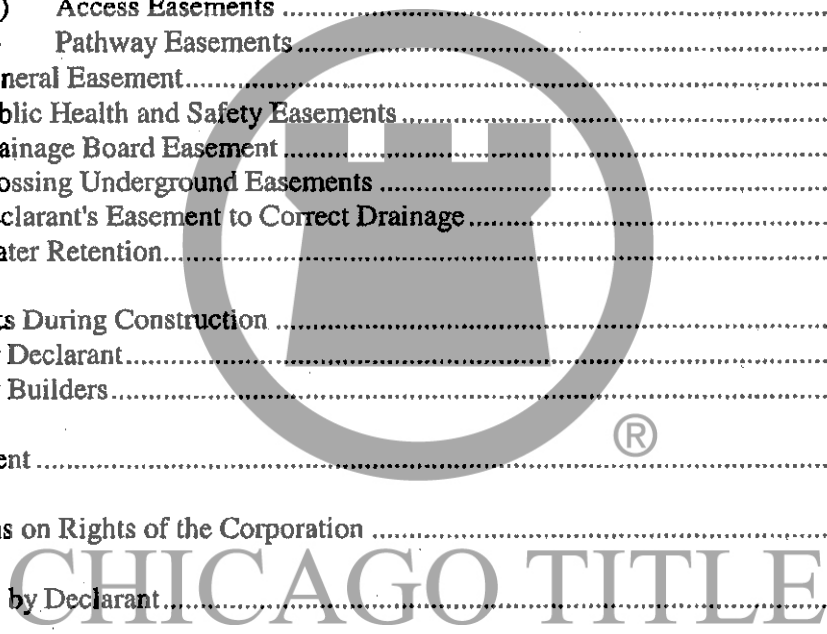 ) Access Easements ........................................
Pathway Easements ........................................
neral Easement ........................................
blic Health and Safety Easements ........................................
ainage Board Easement ........................................
ossing Underground Easements ........................................
clarant's Easement to Correct Drainage ........................................
ater Retention ........................................
ts During Construction ........................................
Declarant ........................................
Builders ........................................
®
ent ........................................
ns on Rights of the Corporation ........................................
CHICAGO TITLE
by Declarant ........................................